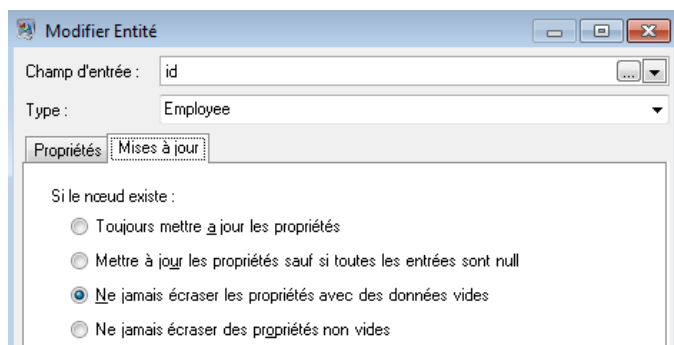 Modifier Entité
Champ d'entrée : id ...
Type : Employee
Propriétés Mises à jour
Si le nœud existe :
Toujours mettre a jour les propriétés
Mettre à jour les propriétés sauf si toutes les entrées sont null
Ne jamais écraser les propriétés avec des données vides
Ne jamais écraser des propriétés non vides